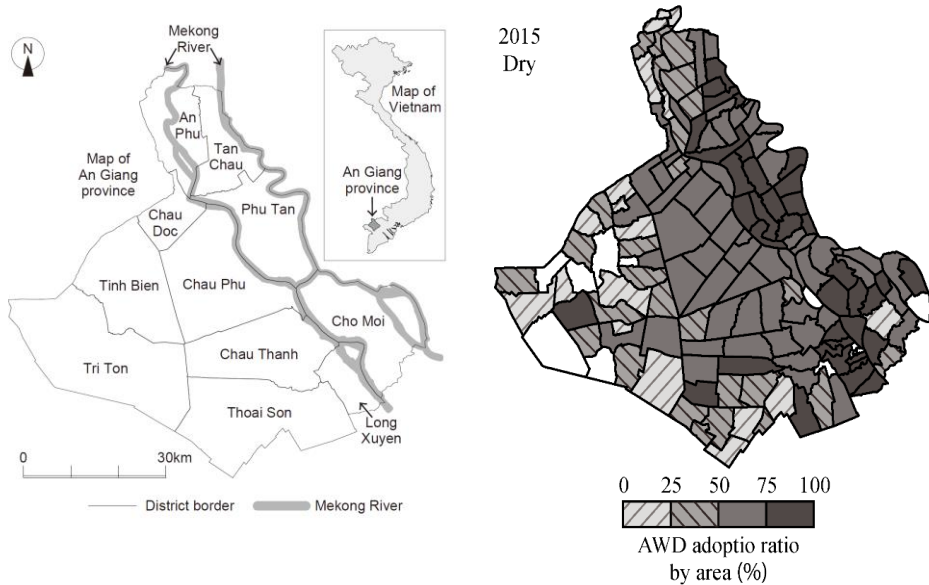 N
Mekong
River
An
Phu
Tan
Chau
Map of
An Giang
province
Phu Tan
Chau
Doc
Tinh Bien
Chau Phu
Cho Moi
Tri Ton
Chau Thanh
Thoai Son
Long
Xuyen
0
30km
District border
Mekong River
Map of
Vietnam
An Giang
province
2015
Dry
0 25 50 75 100
AWD adoptio ratio
by area (%)